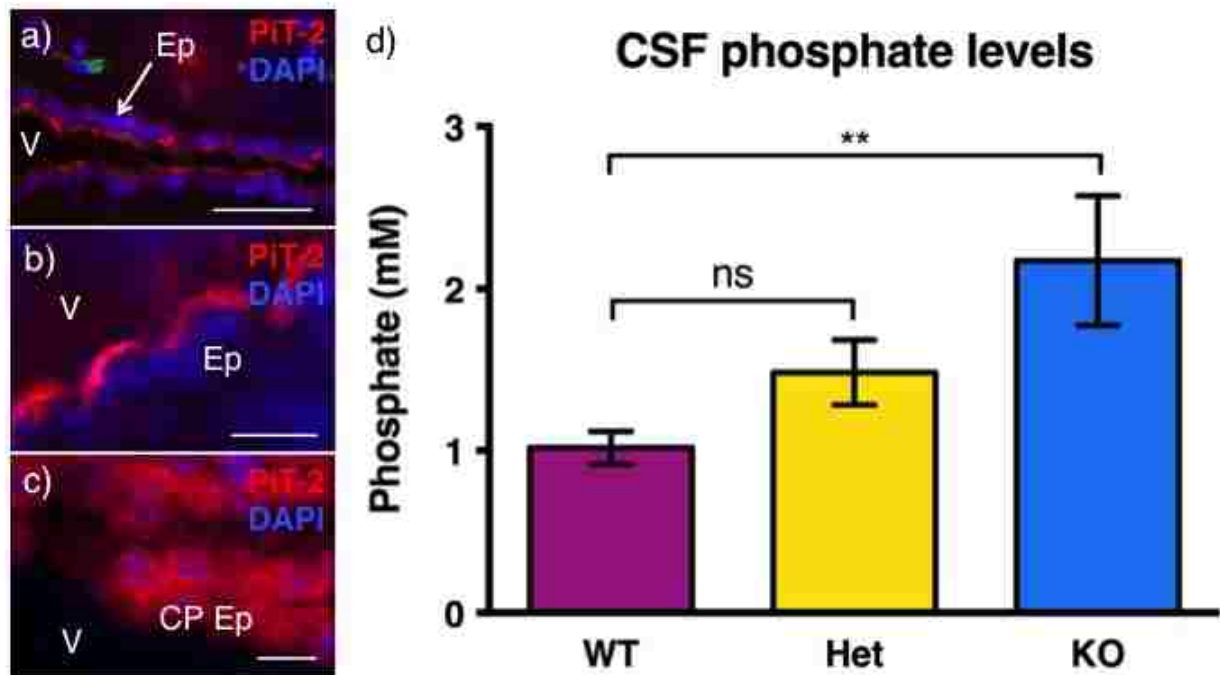 a)
PiT-2
DAPI
Ep
V
b)
PiT-2
DAPI
V
Ep
c)
PiT-2
DAPI
CP Ep
V
d)
CSF phosphate levels
Phosphate (mM)
3
2
1
0
**
ns
WT Het KO